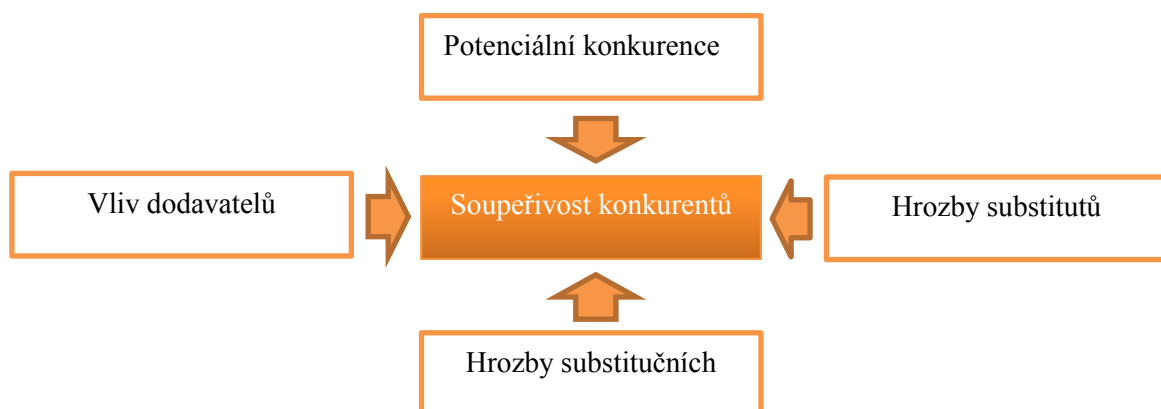 Potenciální konkurence
Vliv dodavatelů
Soupeřivost konkurentů
Hrozby substitutů
Hrozby substitučních